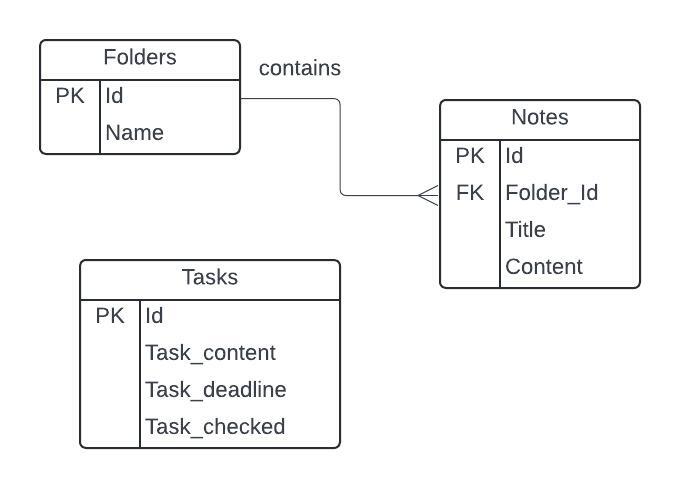 Folders
contains
PK Id
Name
Notes
PK Id
FK Folder_Id
Title
Content
Tasks
PK Id
Task_content
Task_deadline
Task_checked